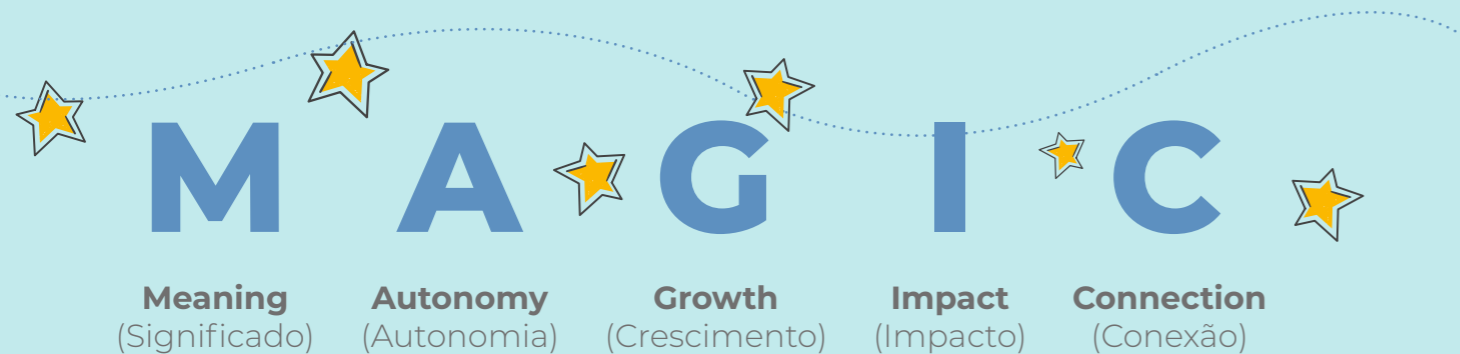 M A G I C
Meaning Autonomy Growth Impact Connection
(Significado) (Autonomia) (Crescimento) (Impacto) (Conexão)